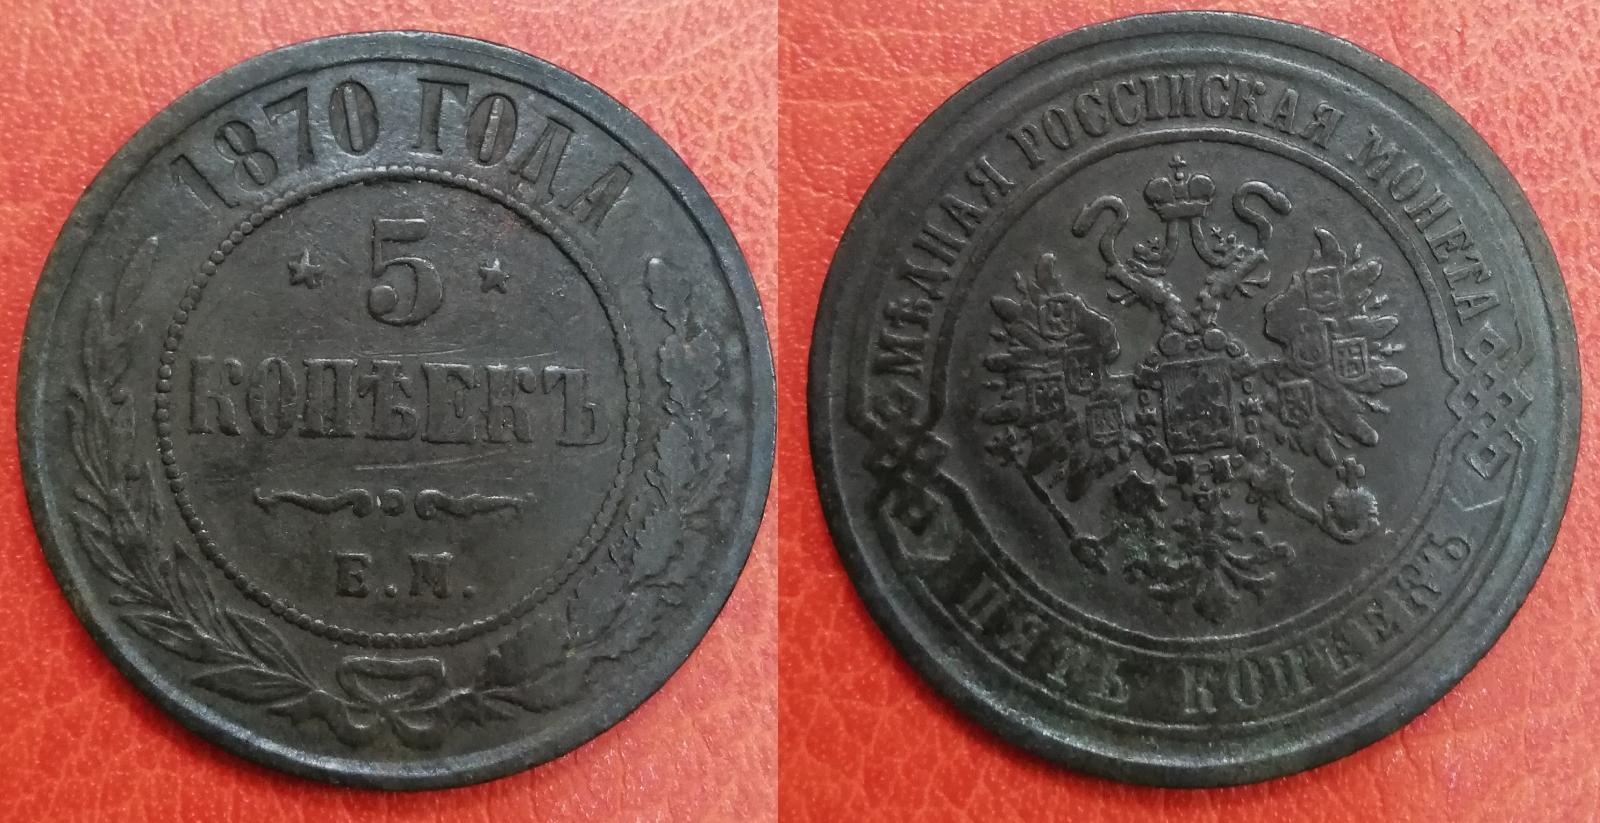 1870 ГОДА
5
КОПѢЕКЪ
Е.М.
МѢДНАЯ РОССІЙСКАЯ МОНЕТА
ПЯТЬ КОПѢЕКЪ